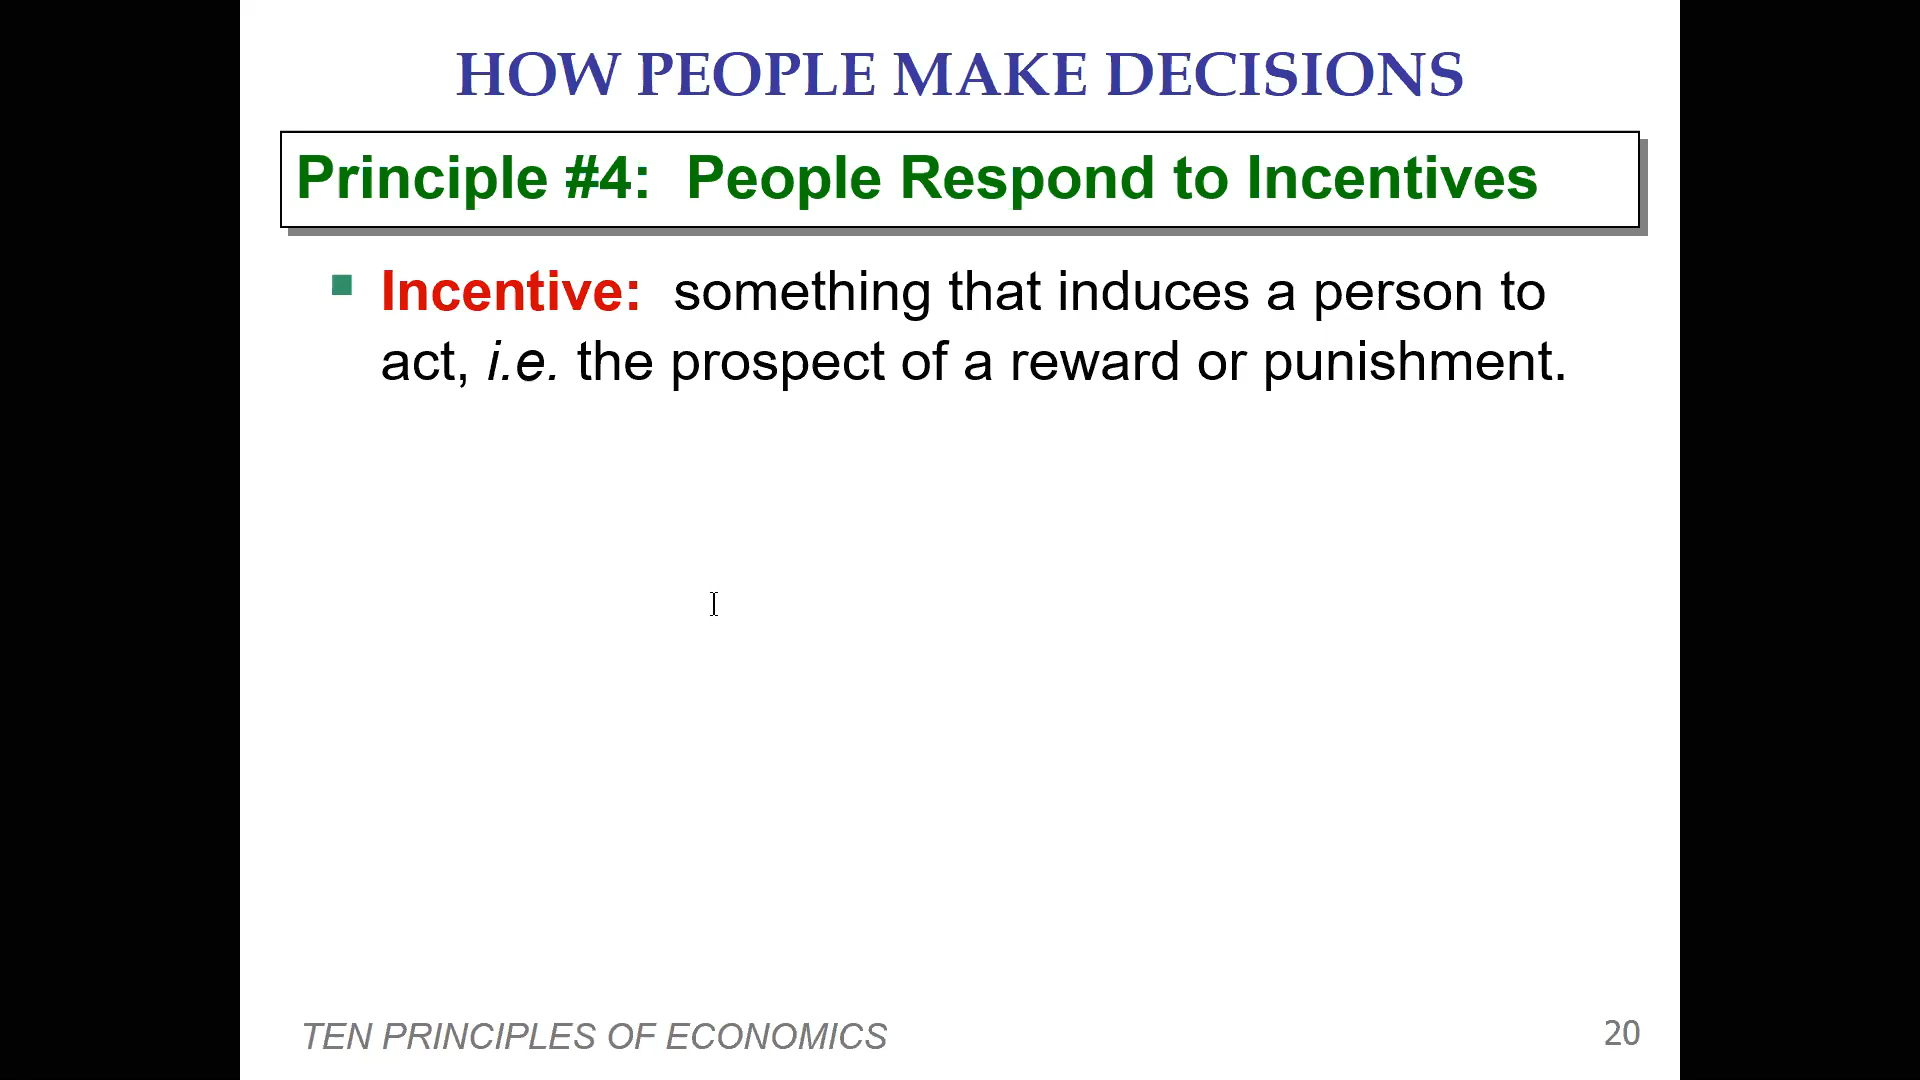 HOW PEOPLE MAKE DECISIONS
Principle #4:  People Respond to Incentives
Incentive:  something that induces a person to
act, i.e. the prospect of a reward or punishment.
TEN PRINCIPLES OF ECONOMICS
20